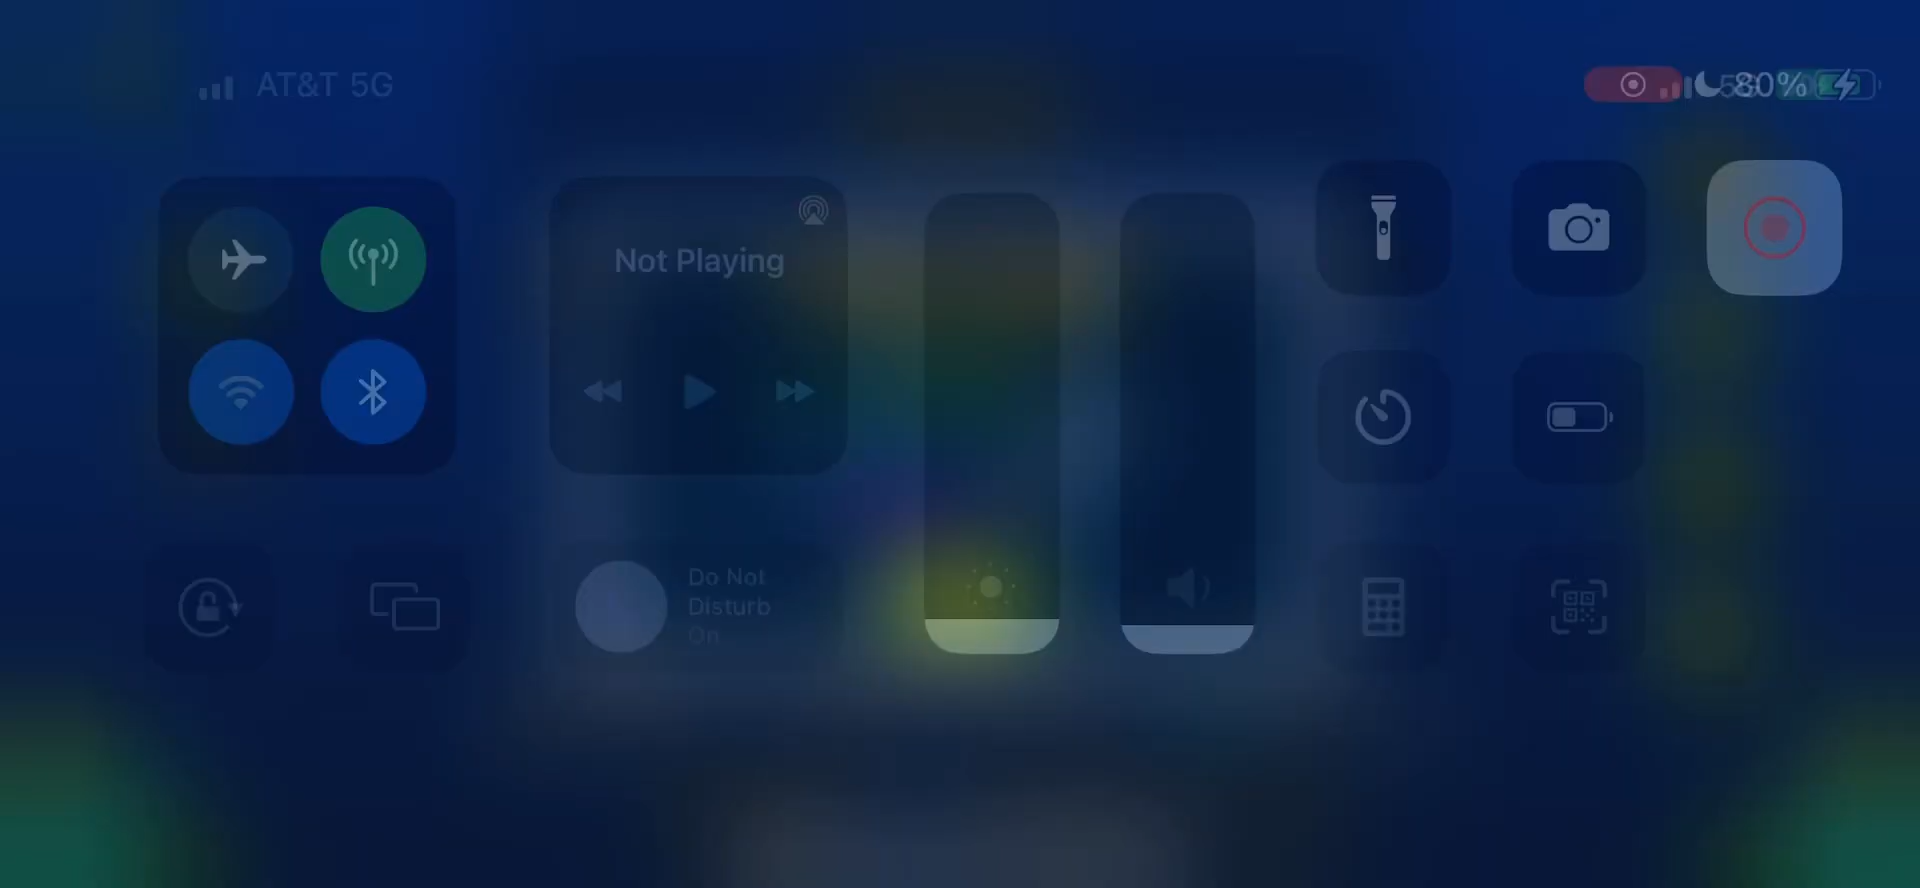 AT&T 5G
80%
Not Playing
Do Not
Disturb
On